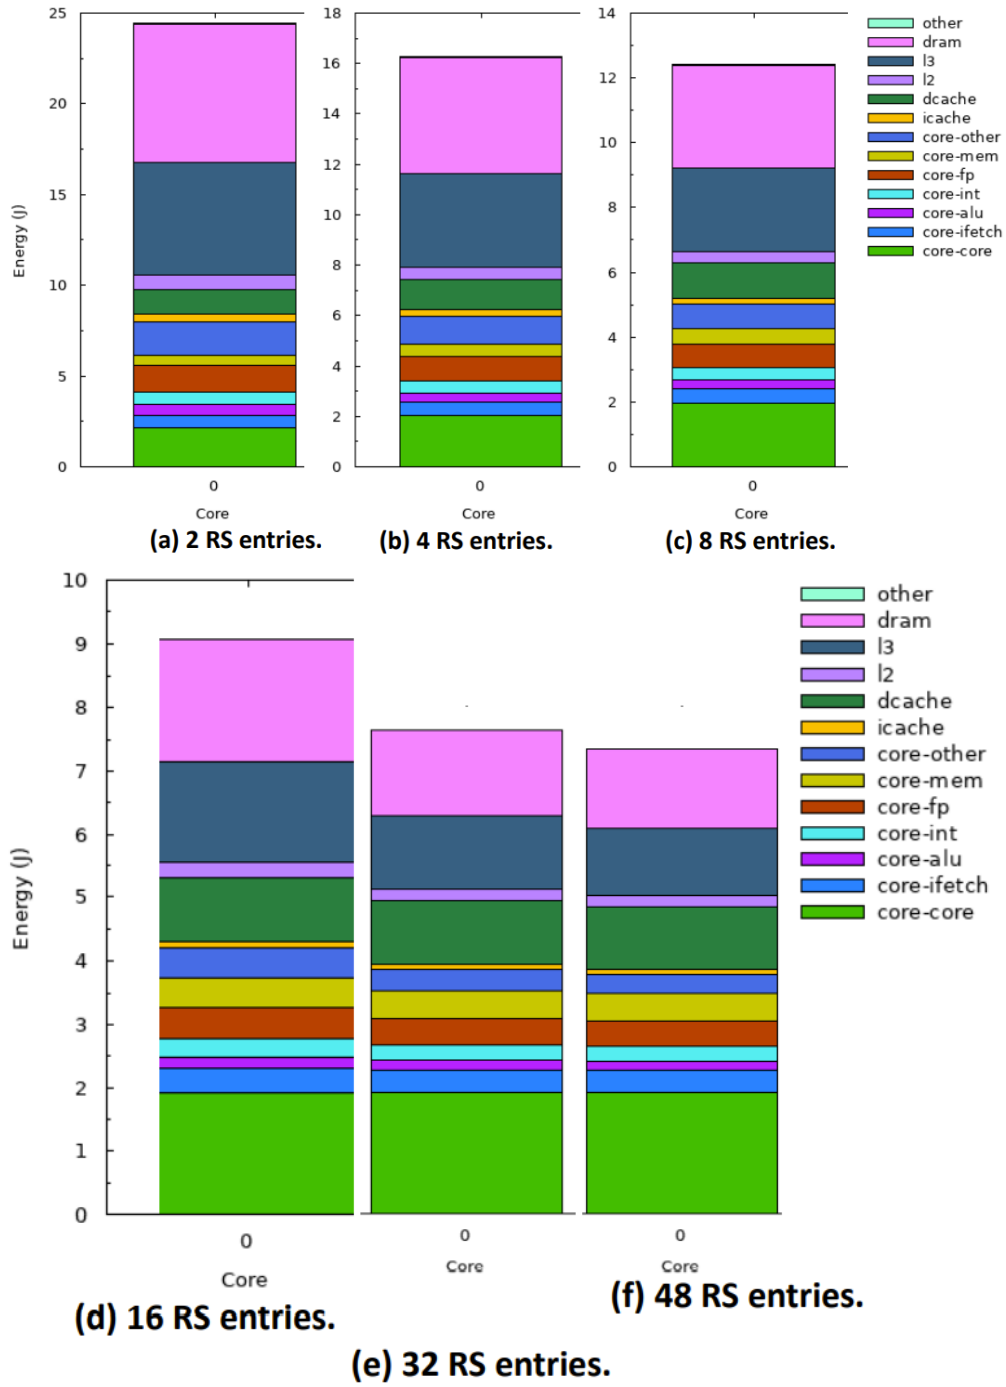 25
20
15
10
5
0
Energy (J)
0
Core
(a) 2 RS entries.
18
16
14
12
10
8
6
4
2
0
0
Core
(b) 4 RS entries.
14
12
10
8
6
4
2
0
0
Core
(c) 8 RS entries.
other
dram
l3
l2
dcache
icache
core-other
core-mem
core-fp
core-int
core-alu
core-ifetch
core-core
10
9
8
7
6
5
4
3
2
1
0
Energy (J)
0
Core
(d) 16 RS entries.
0
Core
(e) 32 RS entries.
0
Core
(f) 48 RS entries.
other
dram
l3
l2
dcache
icache
core-other
core-mem
core-fp
core-int
core-alu
core-ifetch
core-core